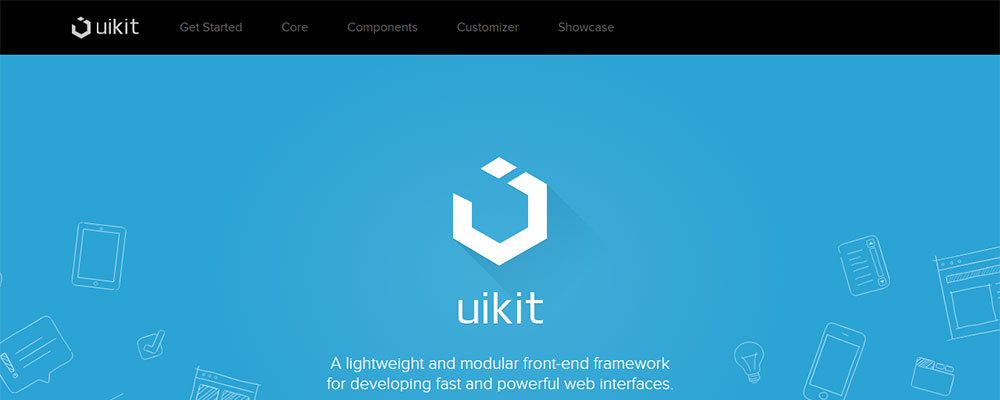 uikit Get Started Core Components Customizer Showcase
uikit
A lightweight and modular front-end framework
for developing fast and powerful web interfaces.